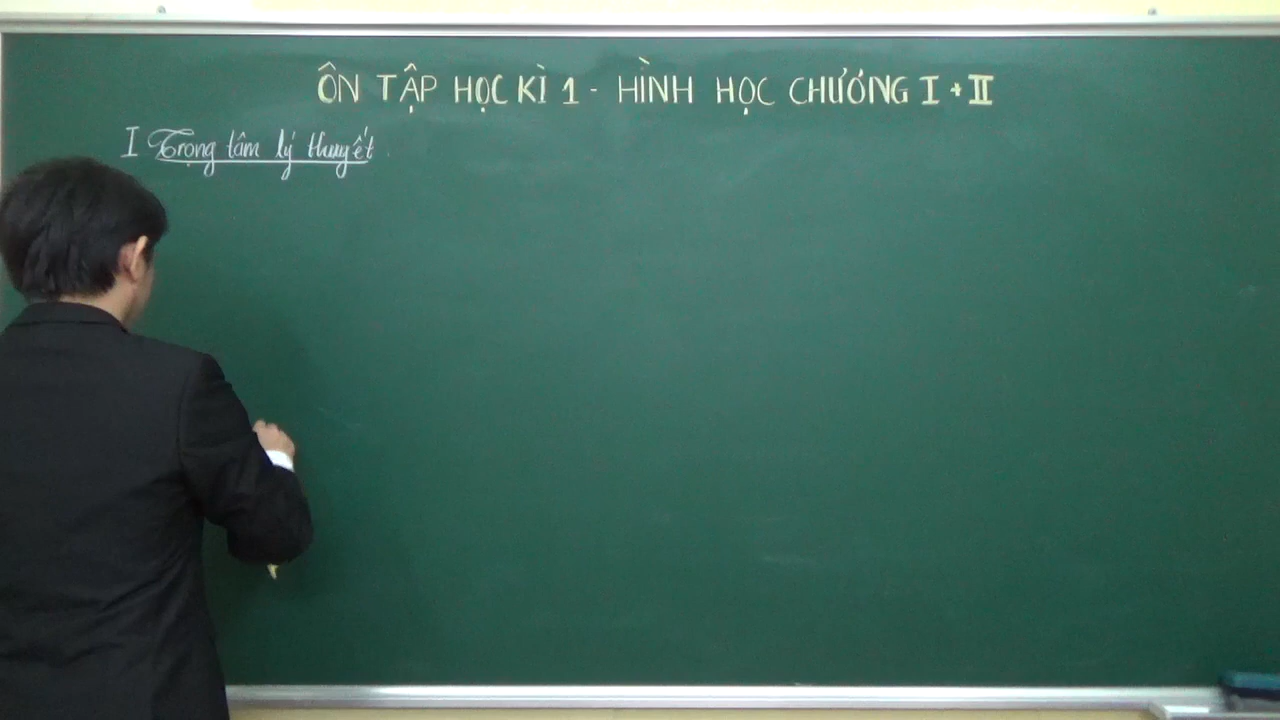 ÔN TẬP HỌC KÌ 1 - HÌNH HỌC CHƯƠNG I + II
I Trọng tâm lý thuyết